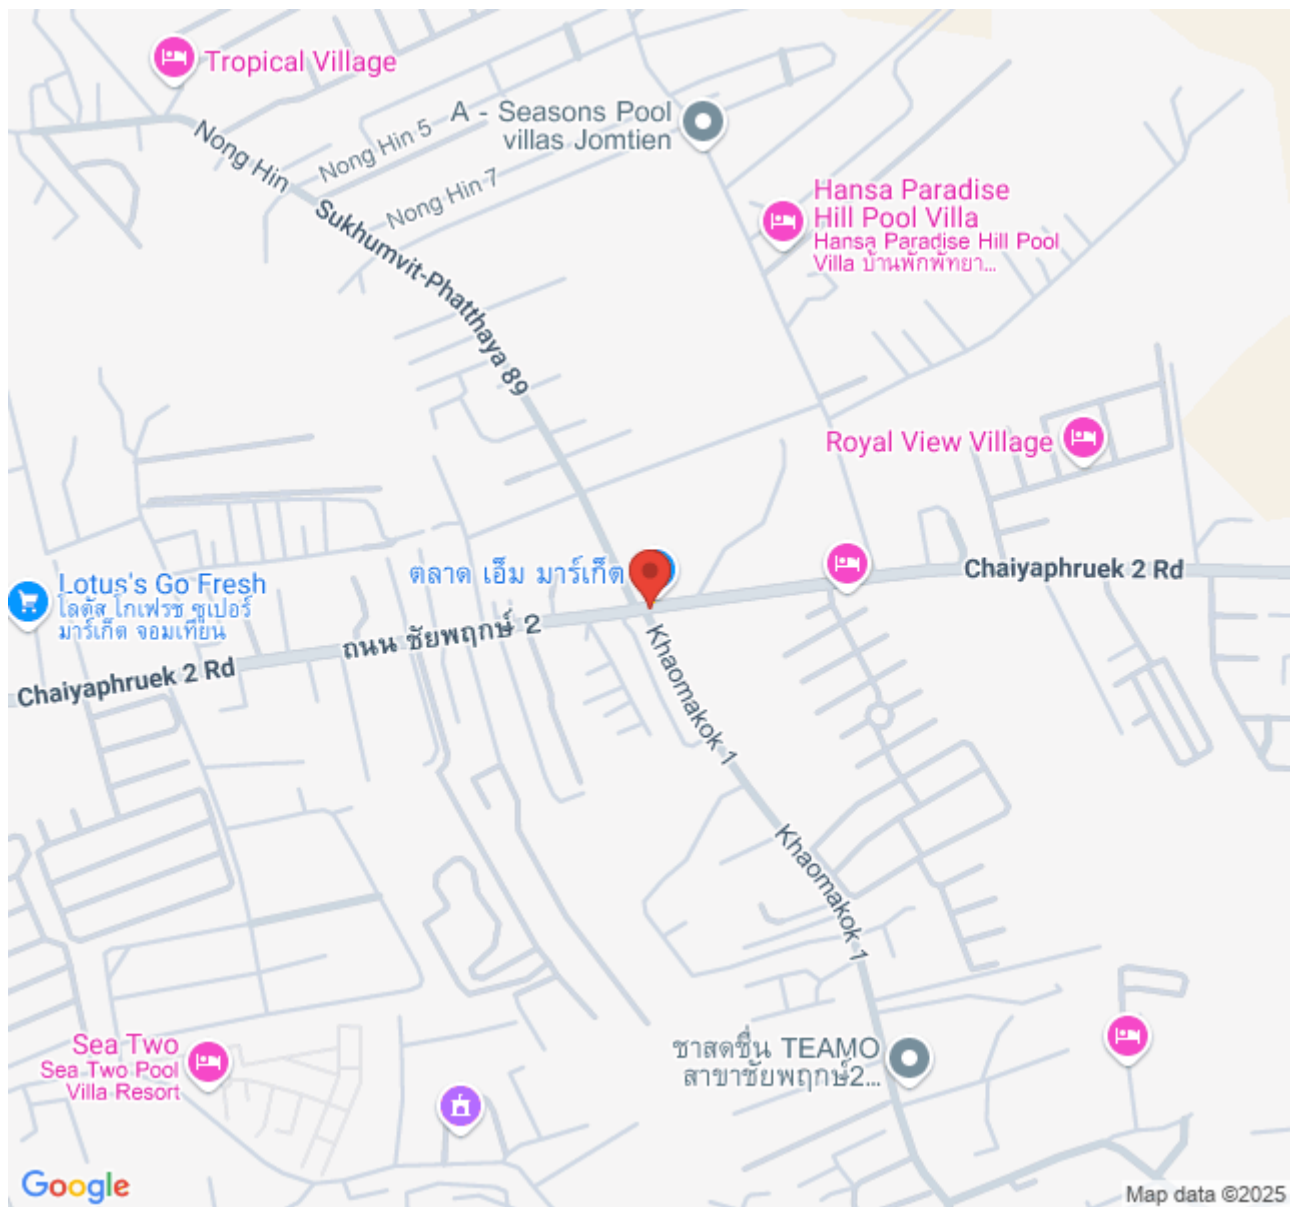 Tropical Village
A - Seasons Pool
villas Jomtien
Nong Hin
Nong Hin 5
Nong Hin 7
Hansa Paradise
Hill Pool Villa
Hansa Paradise Hill Pool
Villa บ้านพักพัทยา...
Sukhumvit-Phatthaya 89
Royal View Village
ตลาด เอ็ม มาร์เก็ต
Chaiyaphruek 2 Rd
Lotus's Go Fresh
โลตัส โกเฟรช ซูเปอร์
มาร์เก็ต จอมเทียน
ถนน ชัยพฤกษ์ 2
Chaiyaphruek 2 Rd
Khaomakok 1
Khaomakok 1
Sea Two
Sea Two Pool
Villa Resort
ชาสดชื่น TEAMO
สาขาชัยพฤกษ์2...
Google
Map data ©2025